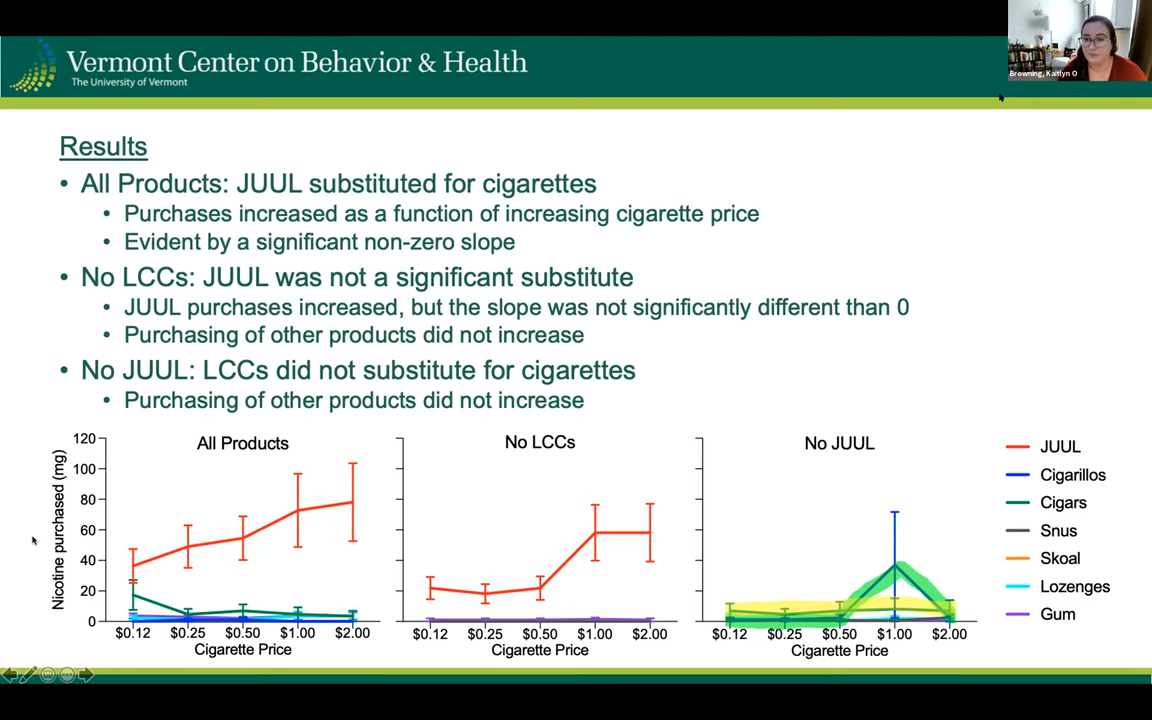 Vermont Center on Behavior & Health
The University of Vermont
Browning, Kaitlyn O
Results
• All Products: JUUL substituted for cigarettes
• Purchases increased as a function of increasing cigarette price
• Evident by a significant non-zero slope
• No LCCs: JUUL was not a significant substitute
• JUUL purchases increased, but the slope was not significantly different than 0
• Purchasing of other products did not increase
• No JUUL: LCCs did not substitute for cigarettes
• Purchasing of other products did not increase
Nicotine purchased (mg)
120
100
80
60
40
20
0
All Products
$0.12 $0.25 $0.50 $1.00 $2.00
Cigarette Price
No LCCs
$0.12 $0.25 $0.50 $1.00 $2.00
Cigarette Price
No JUUL
$0.12 $0.25 $0.50 $1.00 $2.00
Cigarette Price
JUUL
Cigarillos
Cigars
Snus
Skoal
Lozenges
Gum